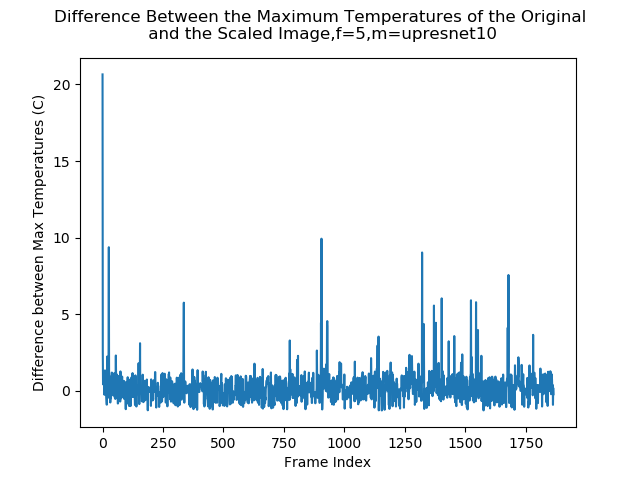 Difference Between the Maximum Temperatures of the Original
and the Scaled Image,f=5,m=upresnet10
20
15
10
5
0
Difference between Max Temperatures (C)
0 250 500 750 1000 1250 1500 1750
Frame Index